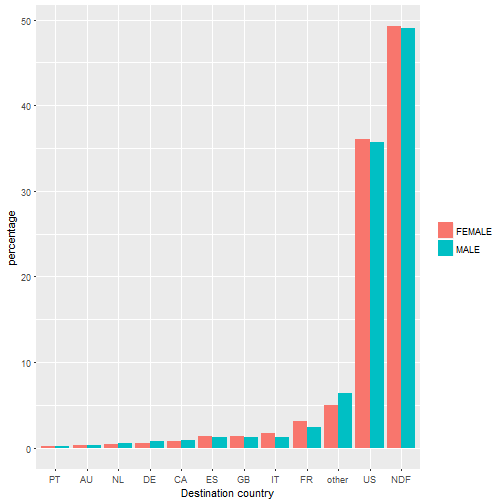 50
40
30
20
10
0
percentage
PT AU NL DE CA ES GB IT FR other US NDF
Destination country
FEMALE
MALE